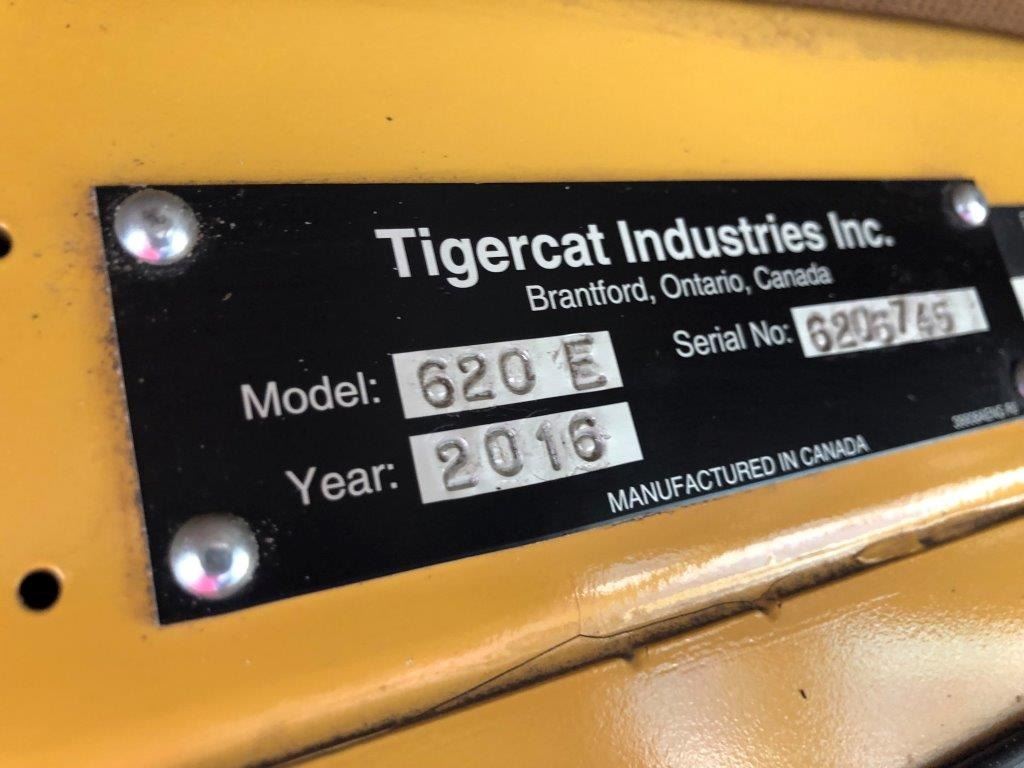 Tigercat Industries Inc.
Brantford, Ontario, Canada
Model: 620 E
Serial No: 6206745
Year: 2016
MANUFACTURED IN CANADA